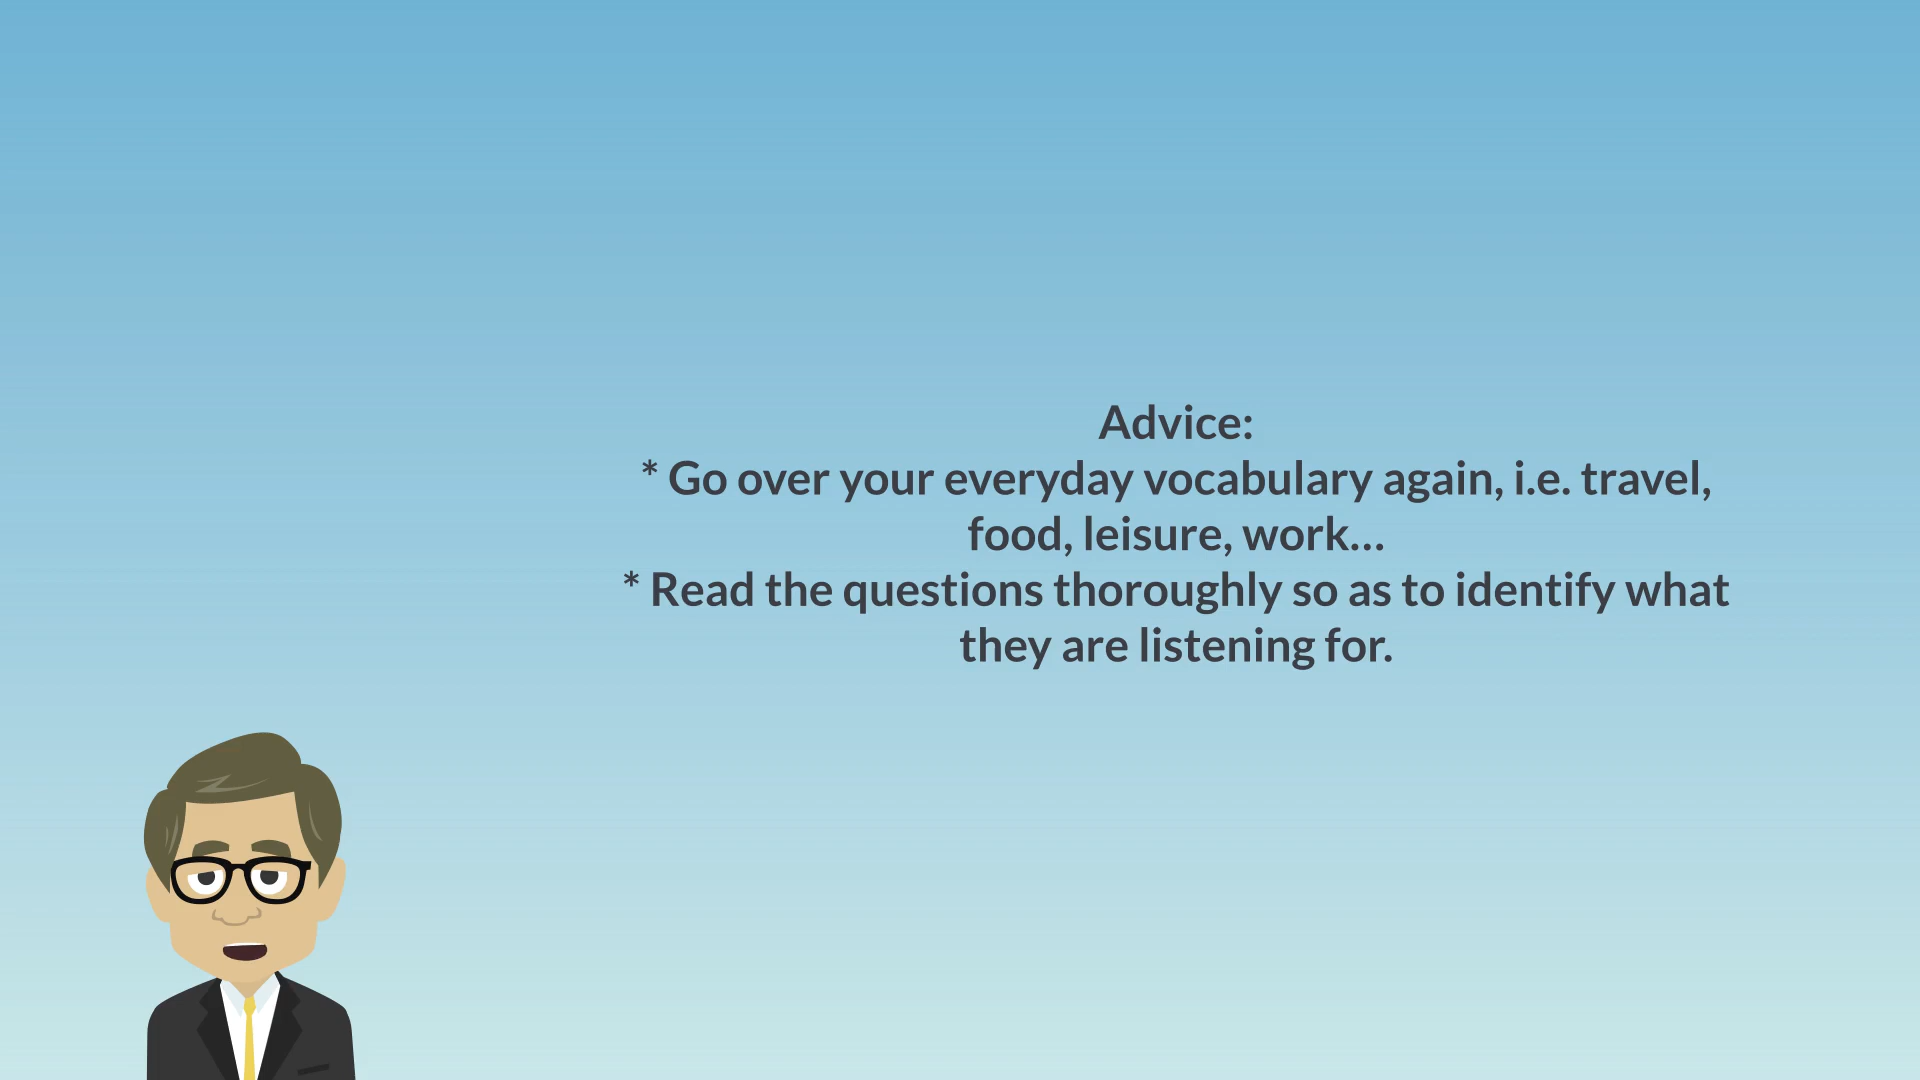 Advice:
* Go over your everyday vocabulary again, i.e. travel,
food, leisure, work...
* Read the questions thoroughly so as to identify what
they are listening for.